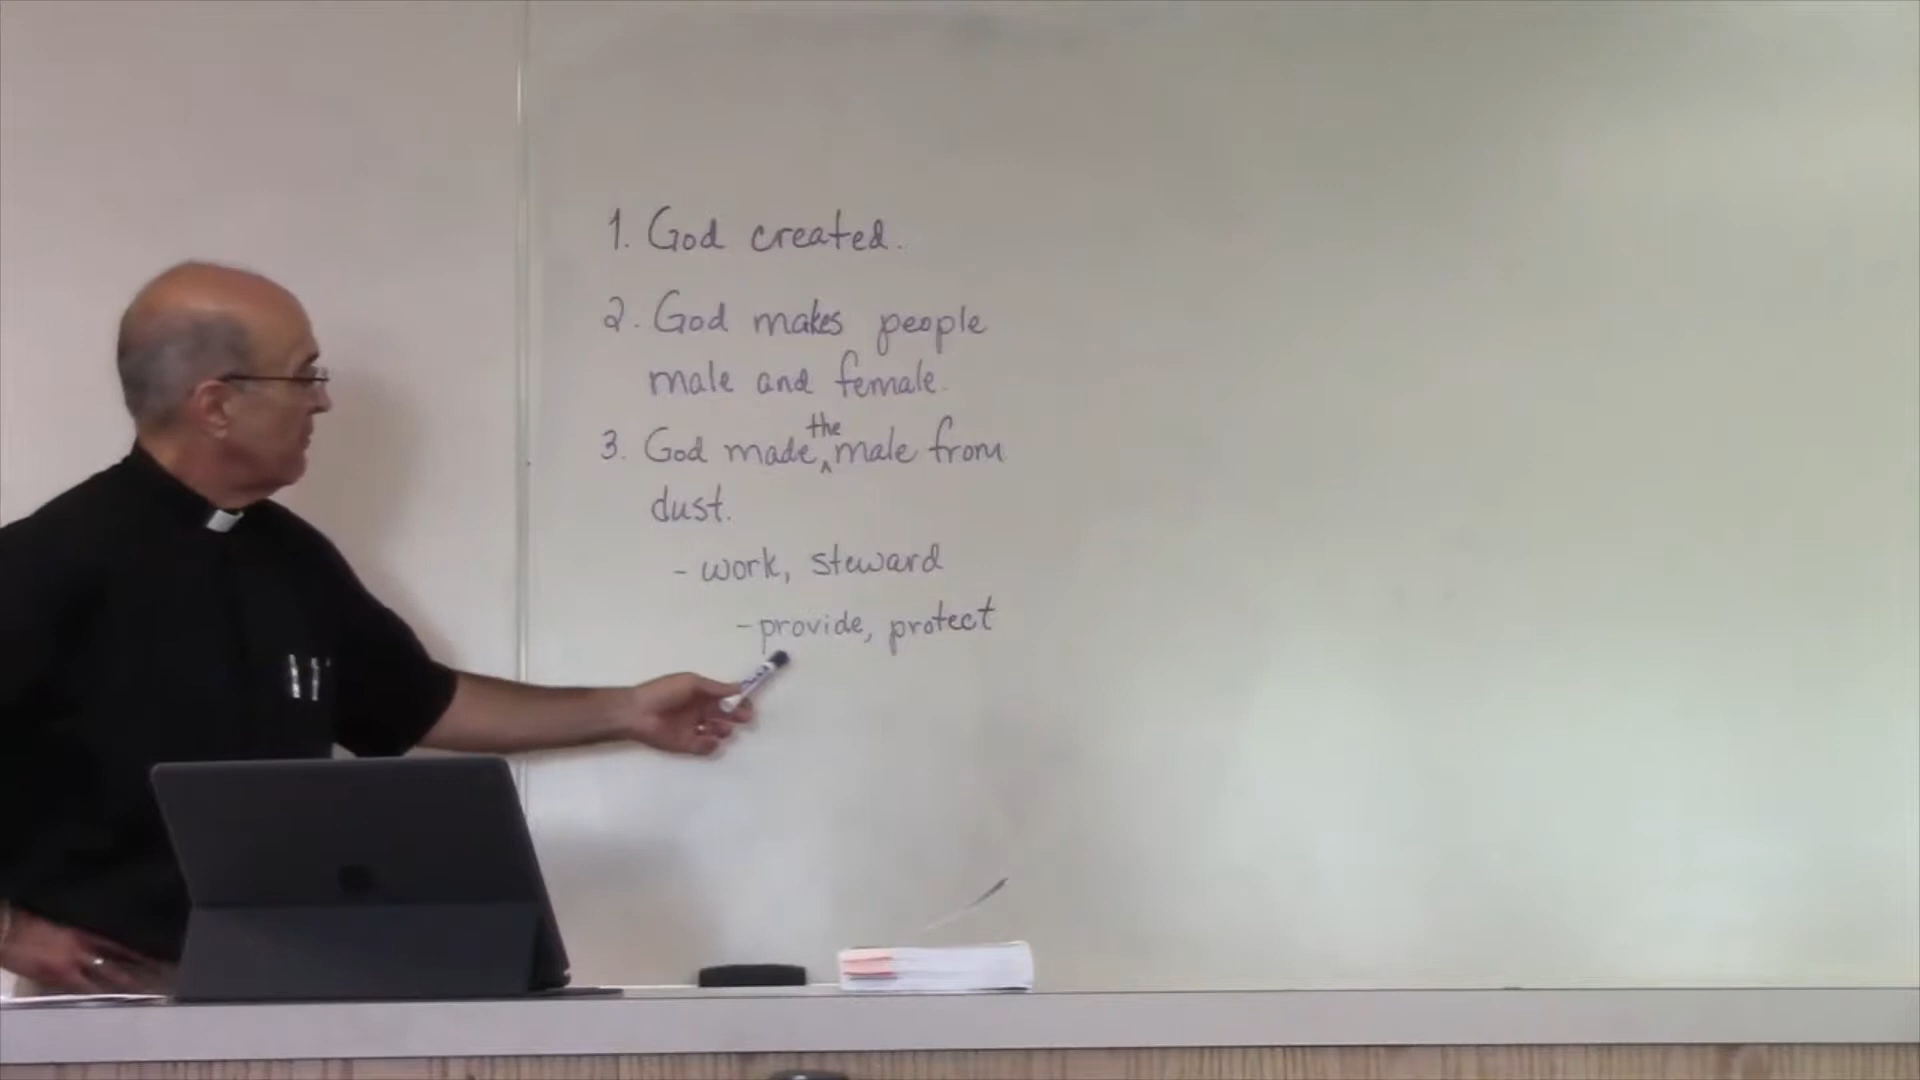 1. God created.
2. God makes people
male and female.
3. God made the male from
dust.
- work, steward
- provide, protect